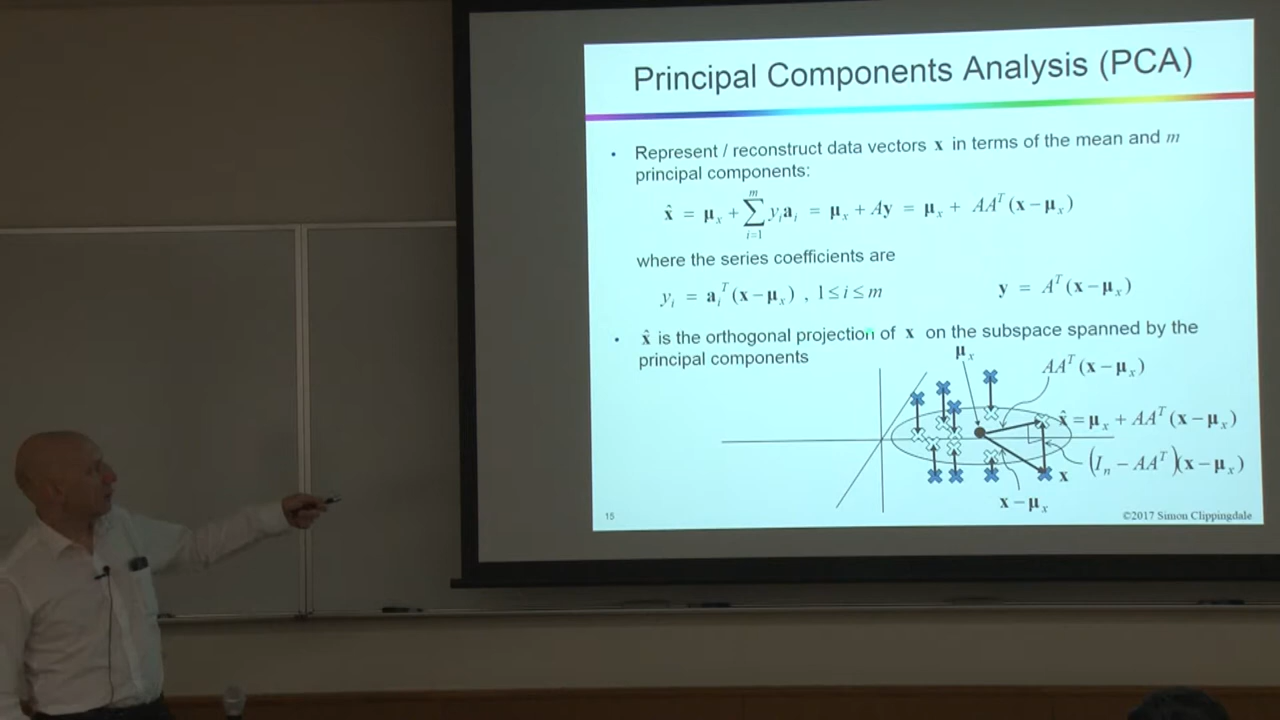 Principal Components Analysis (PCA)
• Represent / reconstruct data vectors x in terms of the mean and m
principal components:
x̂ = μₓ + ∑_{i=1}^{m} yᵢaᵢ = μₓ + Ay = μₓ + AAᵀ(x−μₓ)
where the series coefficients are
yᵢ = aᵢᵀ(x−μₓ) , 1≤i≤m
y = Aᵀ(x−μₓ)
• x̂ is the orthogonal projection of x on the subspace spanned by the
principal components
μₓ
AAᵀ(x−μₓ)
x̂ = μₓ + AAᵀ(x−μₓ)
(Iₙ − AAᵀ)(x−μₓ)
x
x−μₓ
15
©2017 Simon Clippingdale